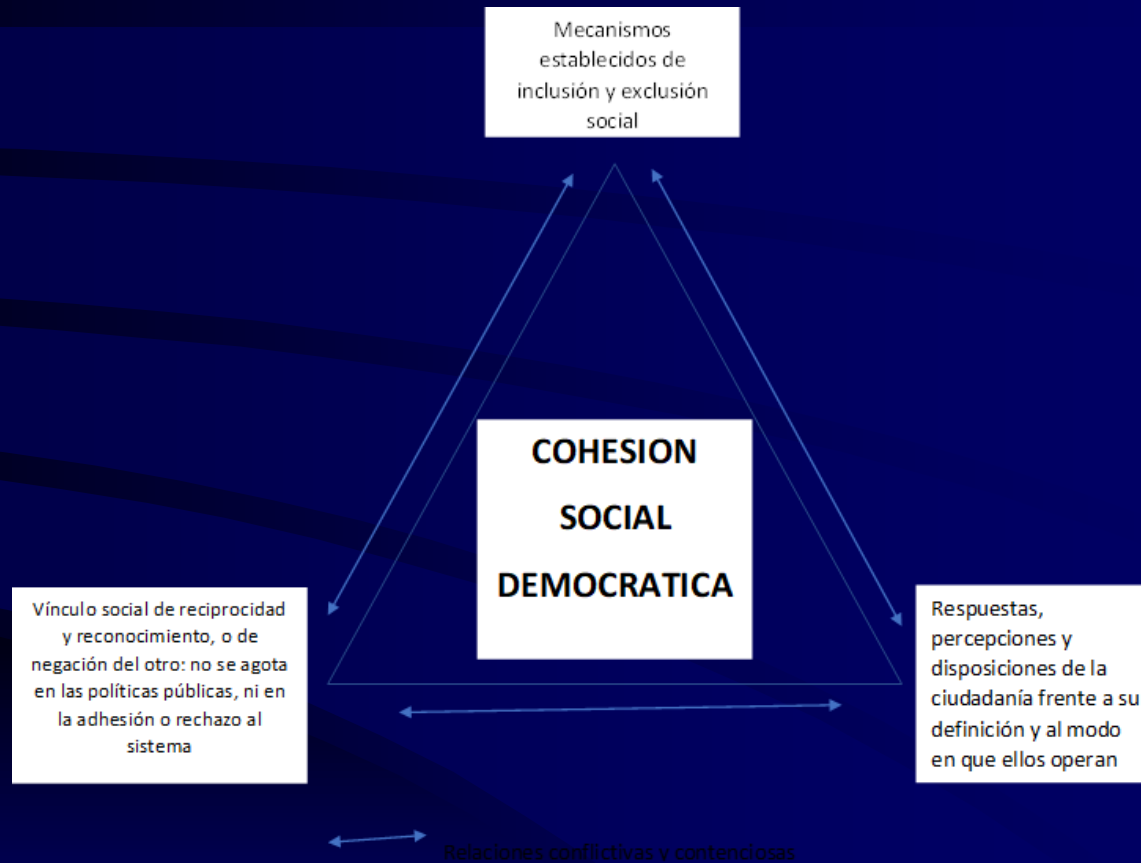 Mecanismos
establecidos de
inclusión y exclusión
social
COHESION
SOCIAL
DEMOCRATICA
Vínculo social de reciprocidad
y reconocimiento, o de
negación del otro: no se agota
en las políticas públicas, ni en
la adhesión o rechazo al
sistema
Respuestas,
percepciones y
disposiciones de la
ciudadanía frente a su
definición y al modo
en que ellos operan
Relaciones conflictivas y contenciosas